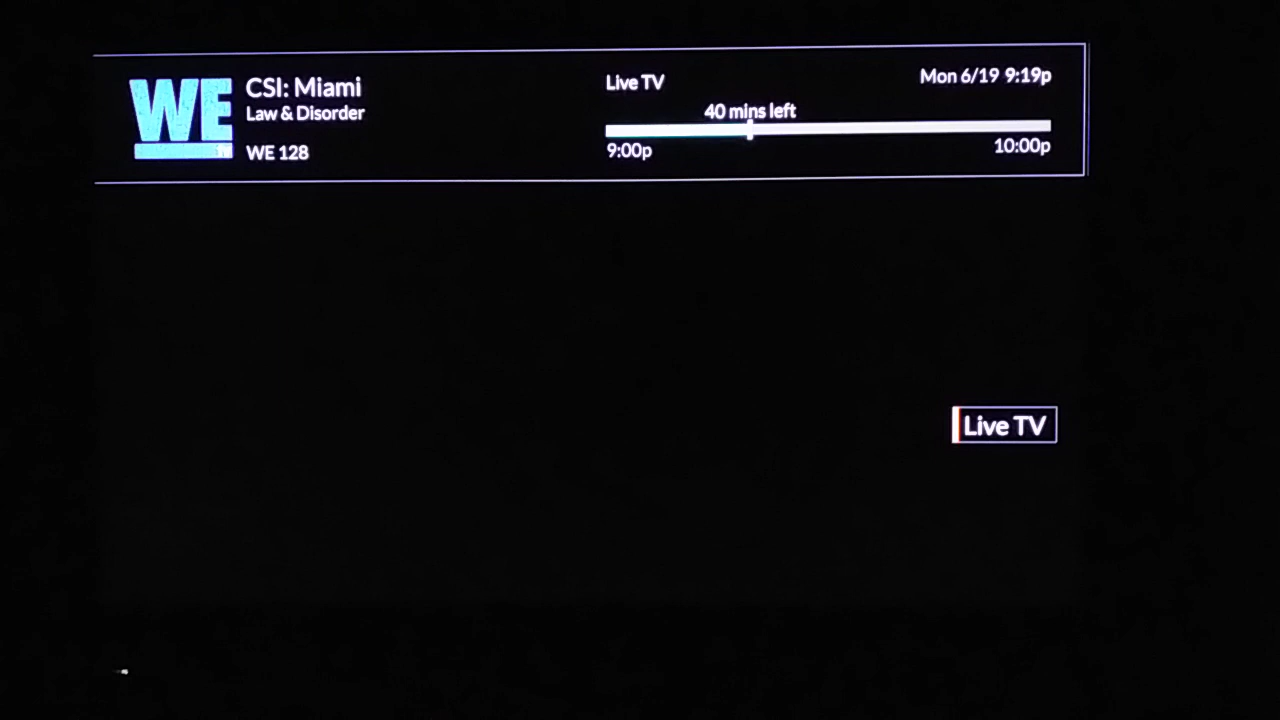 WE
tv
CSI: Miami
Law & Disorder
WE 128
Live TV
Mon 6/19 9:19p
40 mins left
9:00p
10:00p
Live TV